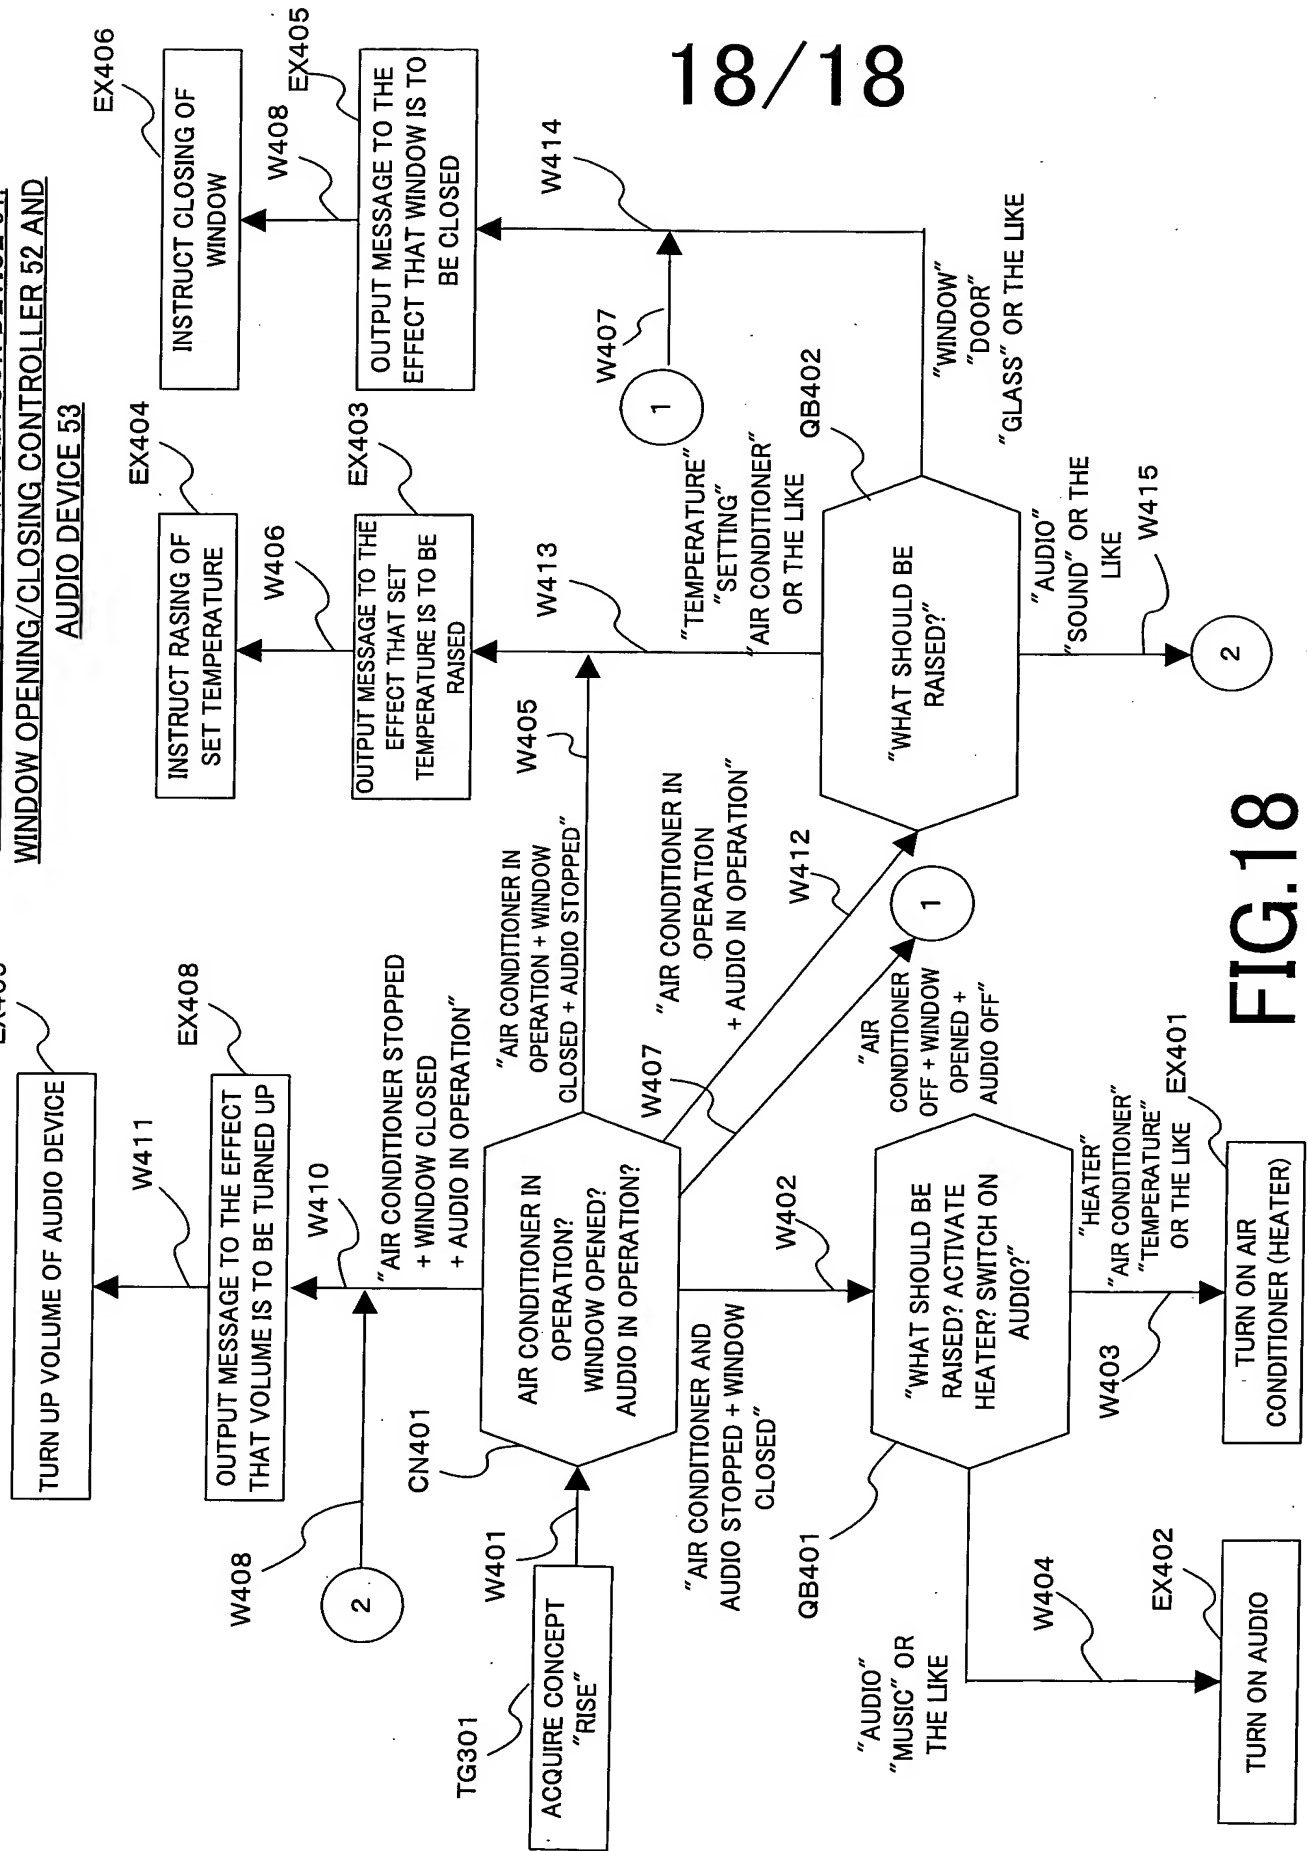 WINDOW OPENING/CLOSING CONTROLLER 52 AND
AUDIO DEVICE 53
TURN UP VOLUME OF AUDIO DEVICE
W411
EX408
OUTPUT MESSAGE TO THE EFFECT
THAT VOLUME IS TO BE TURNED UP
W410
"AIR CONDITIONER STOPPED
+ WINDOW CLOSED
+ AUDIO IN OPERATION"
W408
2
CN401
AIR CONDITIONER IN
OPERATION?
WINDOW OPENED?
AUDIO IN OPERATION?
W401
TG301
ACQUIRE CONCEPT
"RISE"
"AIR CONDITIONER AND
AUDIO STOPPED + WINDOW
CLOSED"
W402
QB401
"WHAT SHOULD BE
RAISED? ACTIVATE
HEATER? SWITCH ON
AUDIO?"
"AUDIO"
"MUSIC" OR
THE LIKE
W404
EX402
TURN ON AUDIO
"HEATER"
"AIR CONDITIONER"
"TEMPERATURE"
OR THE LIKE
W403
EX401
TURN ON AIR
CONDITIONER (HEATER)
EX404
INSTRUCT RASING OF
SET TEMPERATURE
W406
EX403
OUTPUT MESSAGE TO THE
EFFECT THAT SET
TEMPERATURE IS TO BE
RAISED
W405
"AIR CONDITIONER IN
OPERATION + WINDOW
CLOSED + AUDIO STOPPED"
W413
"TEMPERATURE"
"SETTING"
"AIR CONDITIONER"
OR THE LIKE
"AIR CONDITIONER IN
OPERATION
+ AUDIO IN OPERATION"
W412
W407
"AIR
CONDITIONER
OFF + WINDOW
OPENED +
AUDIO OFF"
1
QB402
"WHAT SHOULD BE
RAISED?"
"AUDIO"
"SOUND" OR THE
LIKE
W415
2
EX406
INSTRUCT CLOSING OF
WINDOW
W408
EX405
OUTPUT MESSAGE TO THE
EFFECT THAT WINDOW IS TO
BE CLOSED
W414
W407
1
"WINDOW"
"DOOR"
"GLASS" OR THE LIKE
18/18
FIG.18